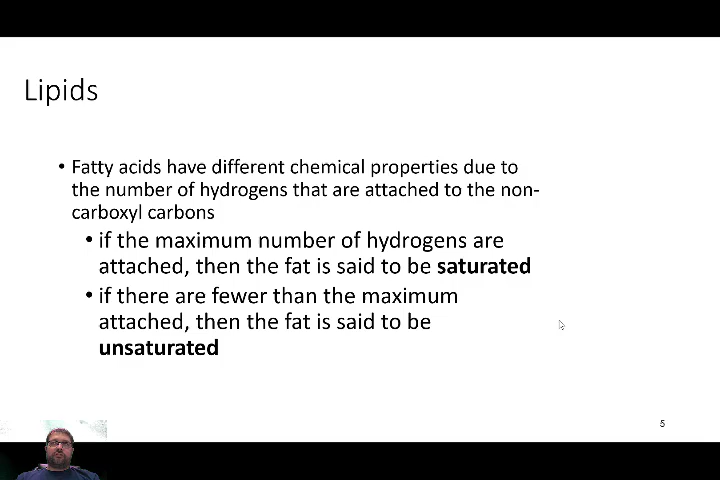 Lipids
• Fatty acids have different chemical properties due to
the number of hydrogens that are attached to the non-
carboxyl carbons
• if the maximum number of hydrogens are
attached, then the fat is said to be saturated
• if there are fewer than the maximum
attached, then the fat is said to be
unsaturated
5